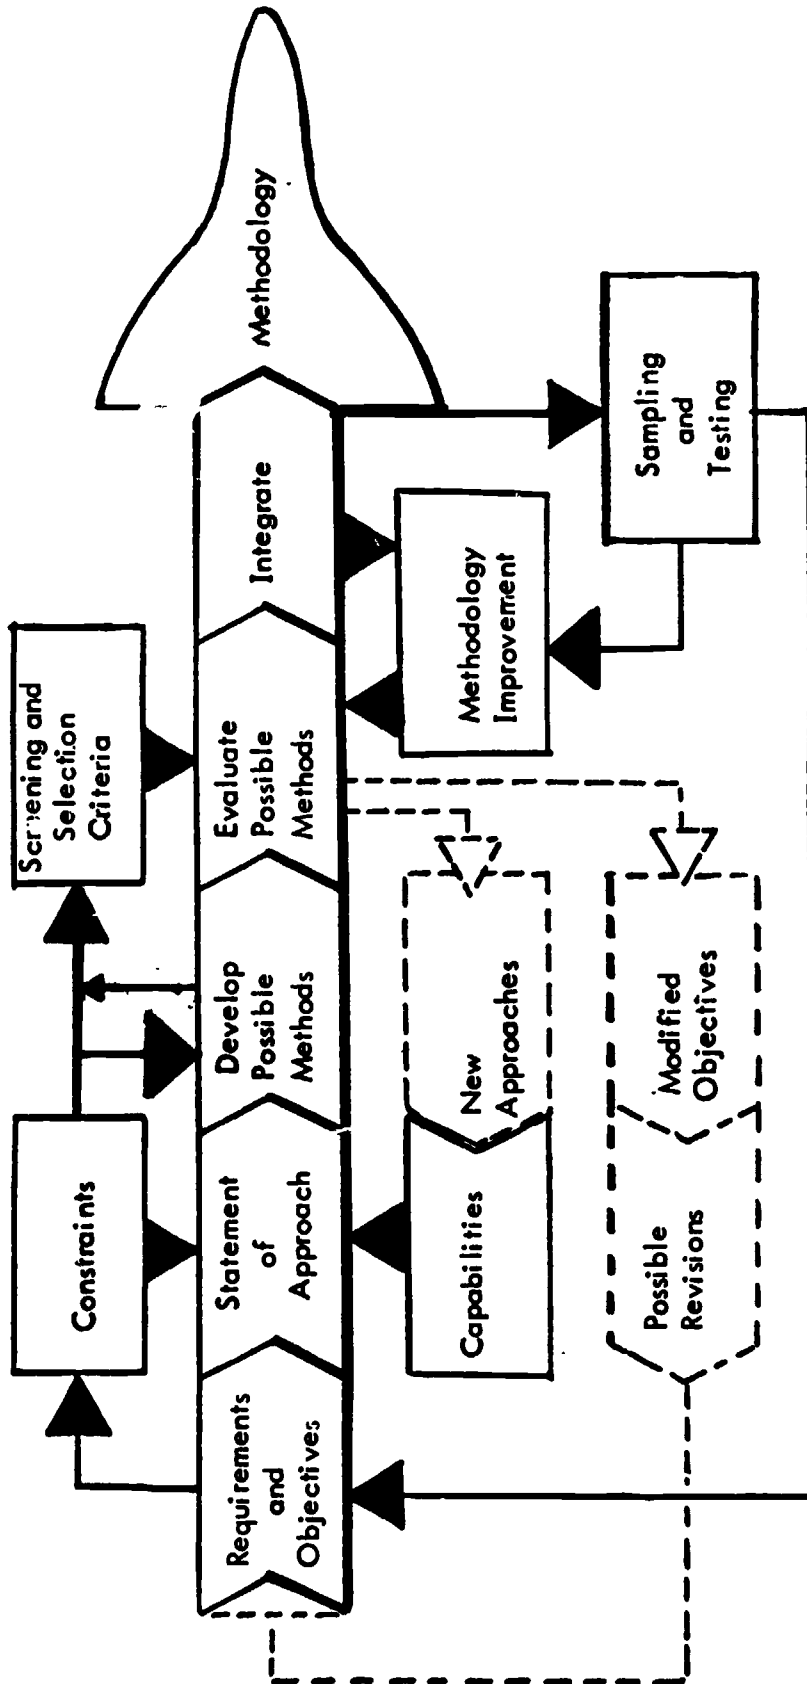 Screening and
Selection
Criteria
Constraints
Requirements
and
Objectives
Statement
of
Approach
Develop
Possible
Methods
Evaluate
Possible
Methods
Integrate
Methodology
Capabilities
New
Approaches
Methodology
Improvement
Possible
Revisions
Modified
Objectives
Sampling
and
Testing